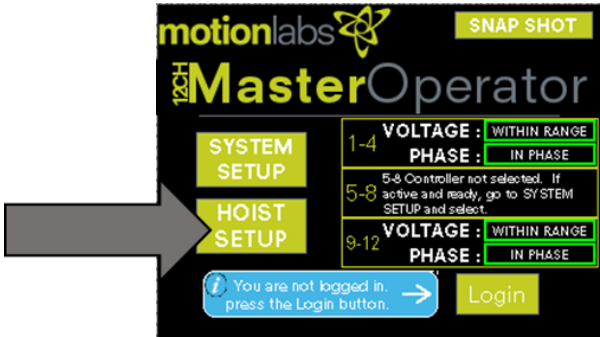 motionlabs
SNAP SHOT
12CH
MasterOperator
SYSTEM
SETUP
HOIST
SETUP
1-4
VOLTAGE : WITHIN RANGE
PHASE : IN PHASE
5-8
5-8 Controller not selected. If
active and ready, go to SYSTEM
SETUP and select.
9-12
VOLTAGE : WITHIN RANGE
PHASE : IN PHASE
i
You are not logged in.
press the Login button.
Login